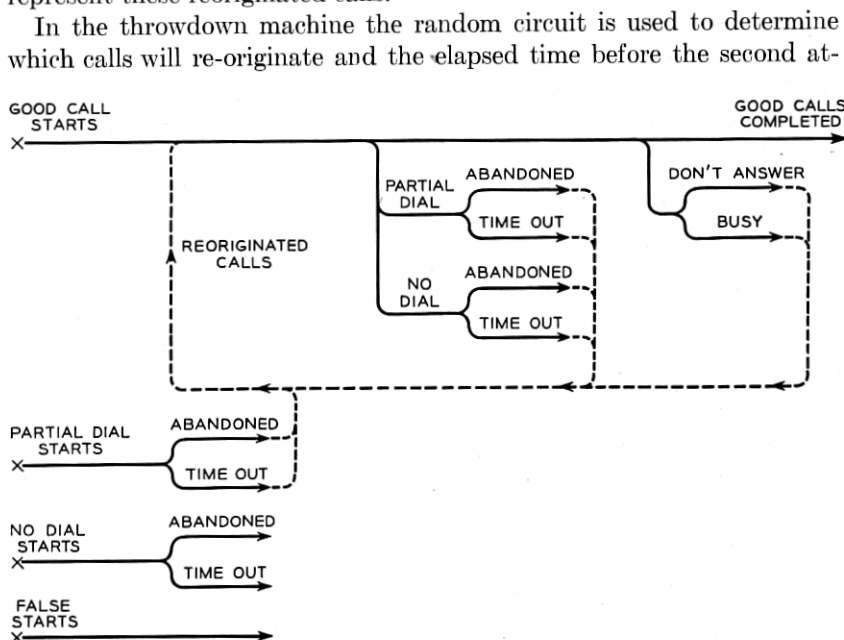 represent these reoriginated calls.
In the throwdown machine the random circuit is used to determine
which calls will re-originate and the elapsed time before the second at-
GOOD CALL
STARTS
GOOD CALLS
COMPLETED
PARTIAL
DIAL
ABANDONED
TIME OUT
DON'T ANSWER
BUSY
REORIGINATED
CALLS
NO
DIAL
ABANDONED
TIME OUT
PARTIAL DIAL
STARTS
ABANDONED
TIME OUT
NO DIAL
STARTS
ABANDONED
TIME OUT
FALSE
STARTS